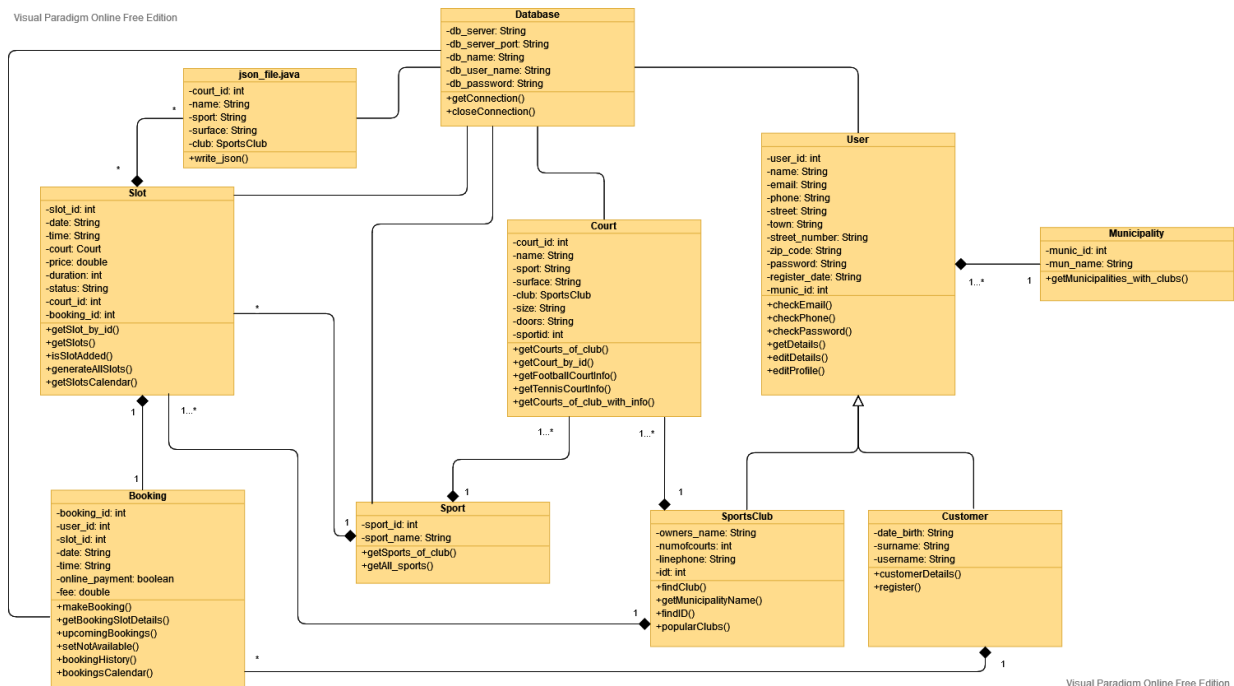 Visual Paradigm Online Free Edition
Database
-db_server: String
-db_server_port: String
-db_name: String
-db_user_name: String
-db_password: String
+getConnection()
+closeConnection()
json_file.java
-court_id: int
-name: String
-sport: String
-surface: String
-club: SportsClub
+write_json()
*
*
User
-user_id: int
-name: String
-email: String
-phone: String
-street: String
-town: String
-street_number: String
-zip_code: String
-password: String
-register_date: String
-munic_id: int
+checkEmail()
+checkPhone()
+checkPassword()
getDetails()
+editDetails()
+editProfile()
Municipality
-munic_id: int
-mun_name: String
+getMunicipalities_with_clubs()
1...*
1
Slot
-slot_id: int
-date: String
-time: String
-court: Court
-price: double
-duration: int
-status: String
-court_id: int
-booking_id: int
+getSlot_by_id()
+getSlots()
+isSlotAdded()
+generateAllSlots()
+getSlotsCalendar()
*
1
1...*
Court
-court_id: int
-name: String
-sport: String
-surface: String
-club: SportsClub
-size: String
-doors: String
-sportid: int
+getCourts_of_club()
+getCourt_by_id()
+getFootballCourtInfo()
+getTennisCourtInfo()
+getCourts_of_club_with_info()
1...*
1...*
1
Booking
-booking_id: int
-user_id: int
-slot_id: int
-date: String
-time: String
-online_payment: boolean
-fee: double
+makeBooking()
+getBookingSlotDetails()
+upcomingBookings()
+setNotAvailable()
+bookingHistory()
+bookingsCalendar()
*
1
1
Sport
-sport_id: int
-sport_name: String
+getSports_of_club()
+getAll_sports()
1
1
SportsClub
-owners_name: String
-numofcourts: int
-linephone: String
-idt: int
+findClub()
+getMunicipalityName()
+findID()
+popularClubs()
Customer
-date_birth: String
-surname: String
-username: String
+customerDetails()
+register()
1
Visual Paradigm Online Free Edition